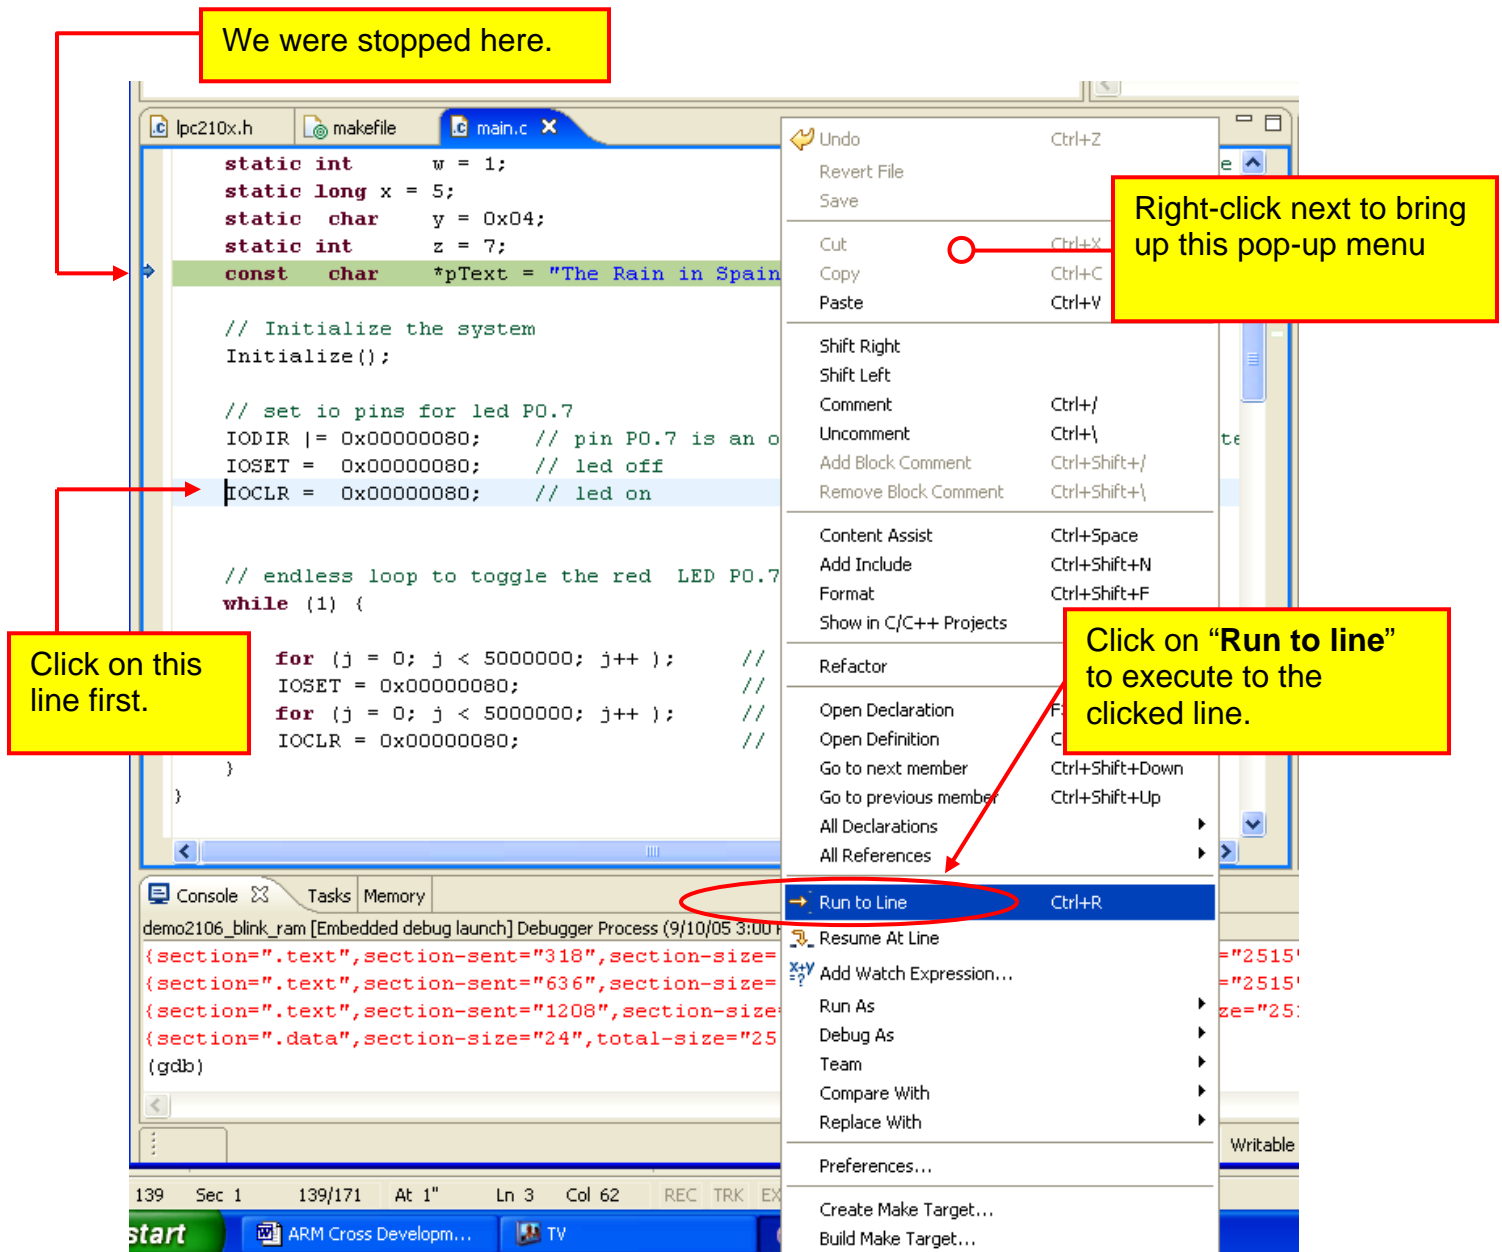 We were stopped here.
lpc210x.h
makefile
main.c
static int w = 1;
static long x = 5;
static char y = 0x04;
static int z = 7;
const char *pText = "The Rain in Spain
// Initialize the system
Initialize();
// set io pins for led P0.7
IODIR |= 0x00000080; // pin P0.7 is an o
IOSET = 0x00000080; // led off
IOCLR = 0x00000080; // led on
// endless loop to toggle the red LED P0.7
while (1) {
for (j = 0; j < 5000000; j++ ); //
IOSET = 0x00000080; //
for (j = 0; j < 5000000; j++ ); //
IOCLR = 0x00000080; //
}
}
Click on this
line first.
Undo Ctrl+Z
Revert File
Save
Cut Ctrl+X
Copy Ctrl+C
Paste Ctrl+V
Shift Right
Shift Left
Comment Ctrl+/
Uncomment Ctrl+\
Add Block Comment Ctrl+Shift+/
Remove Block Comment Ctrl+Shift+\
Content Assist Ctrl+Space
Add Include Ctrl+Shift+N
Format Ctrl+Shift+F
Show in C/C++ Projects
Refactor
Open Declaration
Open Definition
Go to next member Ctrl+Shift+Down
Go to previous member Ctrl+Shift+Up
All Declarations
All References
Run to Line Ctrl+R
Resume At Line
Add Watch Expression...
Run As
Debug As
Team
Compare With
Replace With
Preferences...
Create Make Target...
Build Make Target...
Right-click next to bring
up this pop-up menu
Click on “Run to line”
to execute to the
clicked line.
Console
Tasks
Memory
demo2106_blink_ram [Embedded debug launch] Debugger Process (9/10/05 3:00
{section=".text",section-sent="318",section-size= ="2515"
{section=".text",section-sent="636",section-size= ="2515"
{section=".text",section-sent="1208",section-size= ze="251
{section=".data",section-size="24",total-size="25
(gdb)
Writable
139 Sec 1 139/171 At 1" Ln 3 Col 62 REC TRK EX
start
ARM Cross Developm...
TV